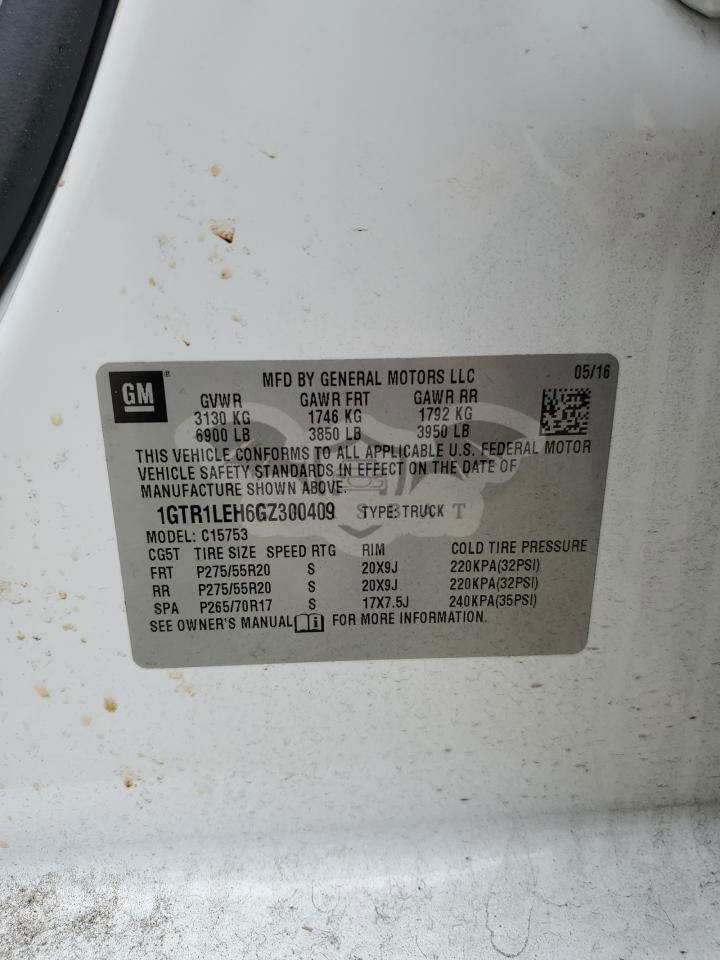 GM ®
MFD BY GENERAL MOTORS LLC 05/16
GVWR GAWR FRT GAWR RR
3130 KG 1746 KG 1792 KG
6900 LB 3850 LB 3950 LB
THIS VEHICLE CONFORMS TO ALL APPLICABLE U.S. FEDERAL MOTOR
VEHICLE SAFETY STANDARDS IN EFFECT ON THE DATE OF
MANUFACTURE SHOWN ABOVE.
1GTR1LEH6GZ300409 TYPE: TRUCK
MODEL: C15753
CG5T TIRE SIZE SPEED RTG RIM COLD TIRE PRESSURE
FRT P275/55R20 S 20X9J 220KPA(32PSI)
RR P275/55R20 S 20X9J 220KPA(32PSI)
SPA P265/70R17 S 17X7.5J 240KPA(35PSI)
SEE OWNER'S MANUAL i FOR MORE INFORMATION